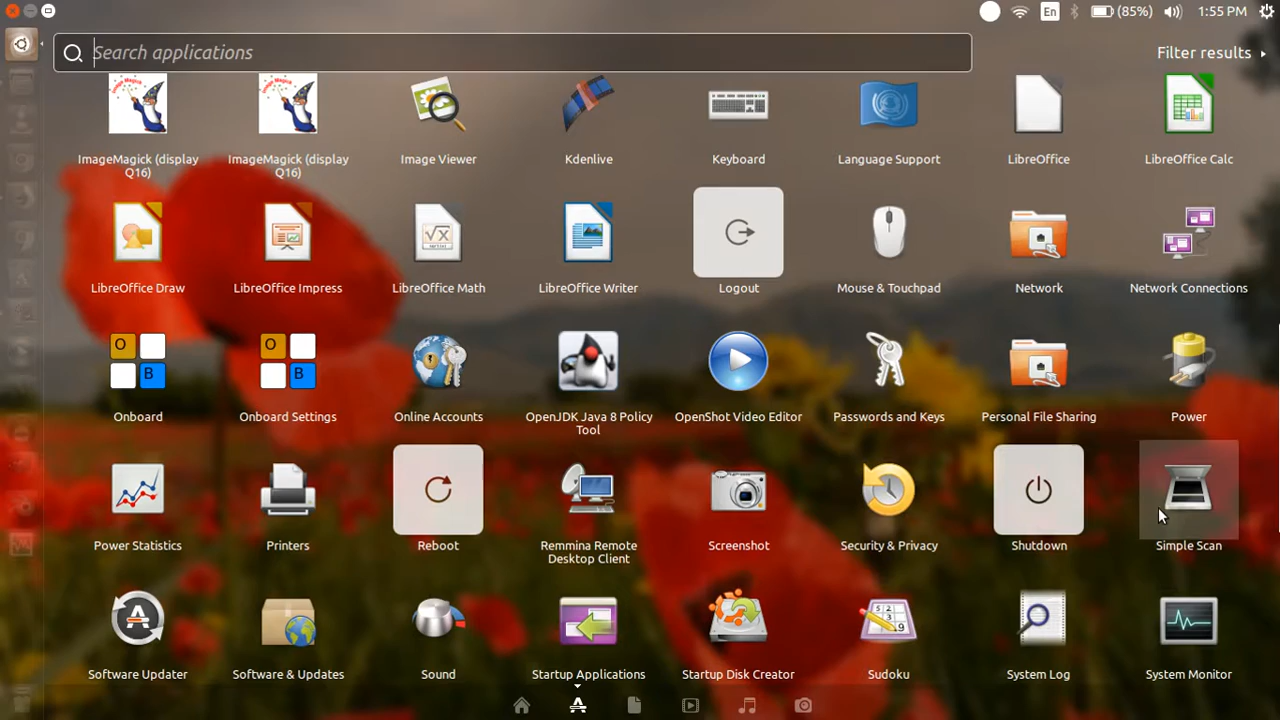 En
(85%)
1:55 PM
Search applications
Filter results
ImageMagick (display
Q16)
ImageMagick (display
Q16)
Image Viewer
Kdenlive
Keyboard
Language Support
LibreOffice
LibreOffice Calc
LibreOffice Draw
LibreOffice Impress
LibreOffice Math
LibreOffice Writer
Logout
Mouse & Touchpad
Network
Network Connections
O
B
O
B
Onboard
Onboard Settings
Online Accounts
OpenJDK Java 8 Policy
Tool
OpenShot Video Editor
Passwords and Keys
Personal File Sharing
Power
Power Statistics
Printers
Reboot
Remmina Remote
Desktop Client
Screenshot
Security & Privacy
Shutdown
Simple Scan
Software Updater
Software & Updates
Sound
Startup Applications
Startup Disk Creator
Sudoku
System Log
System Monitor